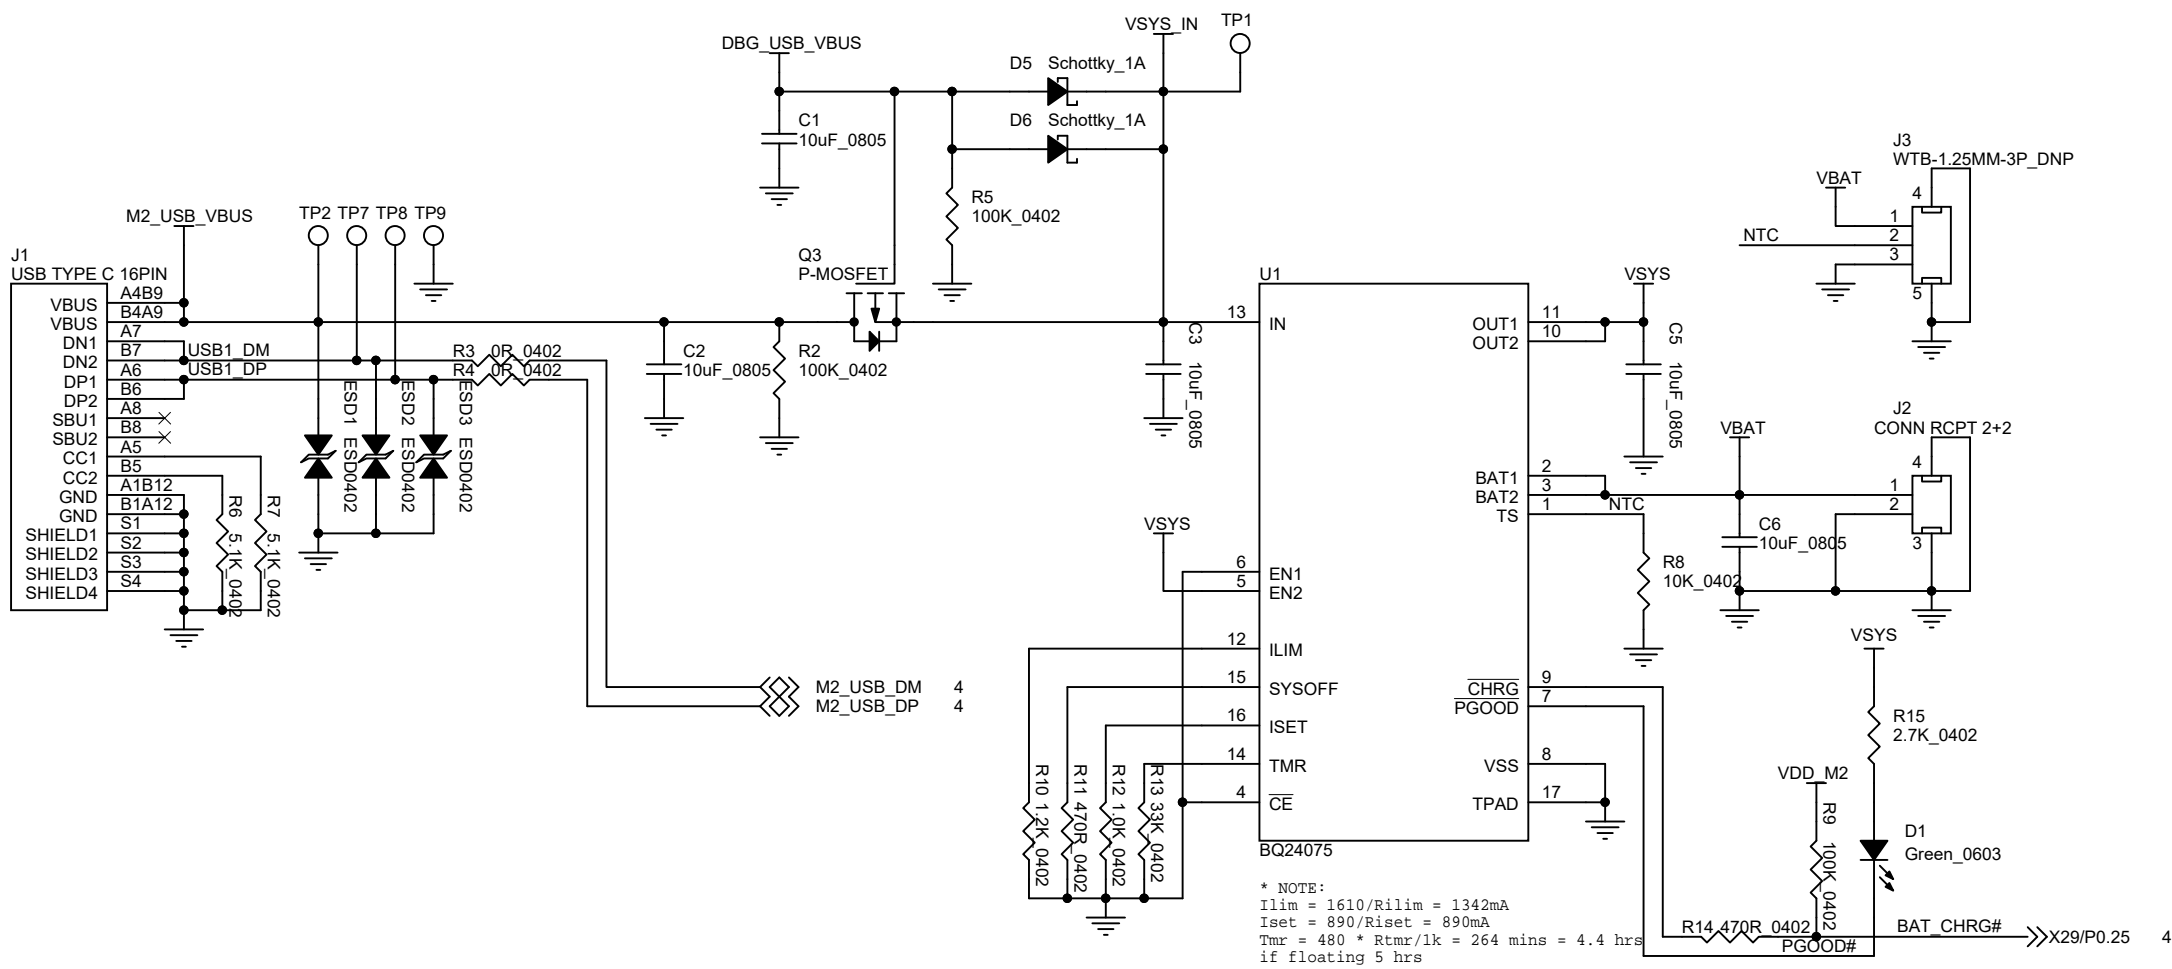 VSYS_IN
TP1
DBG_USB_VBUS
D5 Schottky_1A
D6 Schottky_1A
C1
10uF_0805
R5
100K_0402
J3
WTB-1.25MM-3P_DNP
VBAT
4
1
NTC
2
3
5
M2_USB_VBUS
TP2 TP7 TP8 TP9
J1
USB TYPE C 16PIN
VBUS A4B9
VBUS B4A9
DN1 A7
DN2 B7
DP1 A6
DP2 B6
SBU1 A8
SBU2 B8
CC1 A5
CC2 B5
GND A1B12
GND B1A12
SHIELD1 S1
SHIELD2 S2
SHIELD3 S3
SHIELD4 S4
USB1_DM
USB1_DP
R3 0R_0402
R4 0R_0402
ESD1 ESD0402
ESD2 ESD0402
ESD3 ESD0402
R6 5.1K_0402
R7 5.1K_0402
C2
10uF_0805
R2
100K_0402
Q3
P-MOSFET
C3 10uF_0805
M2_USB_DM 4
M2_USB_DP 4
U1
13 IN
VSYS
6 EN1
5 EN2
12 ILIM
15 SYSOFF
16 ISET
14 TMR
4 CE
OUT1 11
OUT2 10
BAT1 2
BAT2 3
TS 1
CHRG 9
PGOOD 7
VSS 8
TPAD 17
BQ24075
R10 1.2K_0402
R11 470R_0402
R12 1.0K_0402
R13 33K_0402
VSYS
C5 10uF_0805
NTC
R8
10K_0402
VBAT
C6
10uF_0805
J2
CONN RCPT 2+2
4
1
2
3
VSYS
R15
2.7K_0402
VDD_M2
R9 100K_0402
D1
Green_0603
R14 470R_0402
BAT_CHRG#
X29/P0.25 4
PGOOD#
* NOTE:
Ilim = 1610/Rilim = 1342mA
Iset = 890/Riset = 890mA
Tmr = 480 * Rtmr/1k = 264 mins = 4.4 hrs
if floating 5 hrs